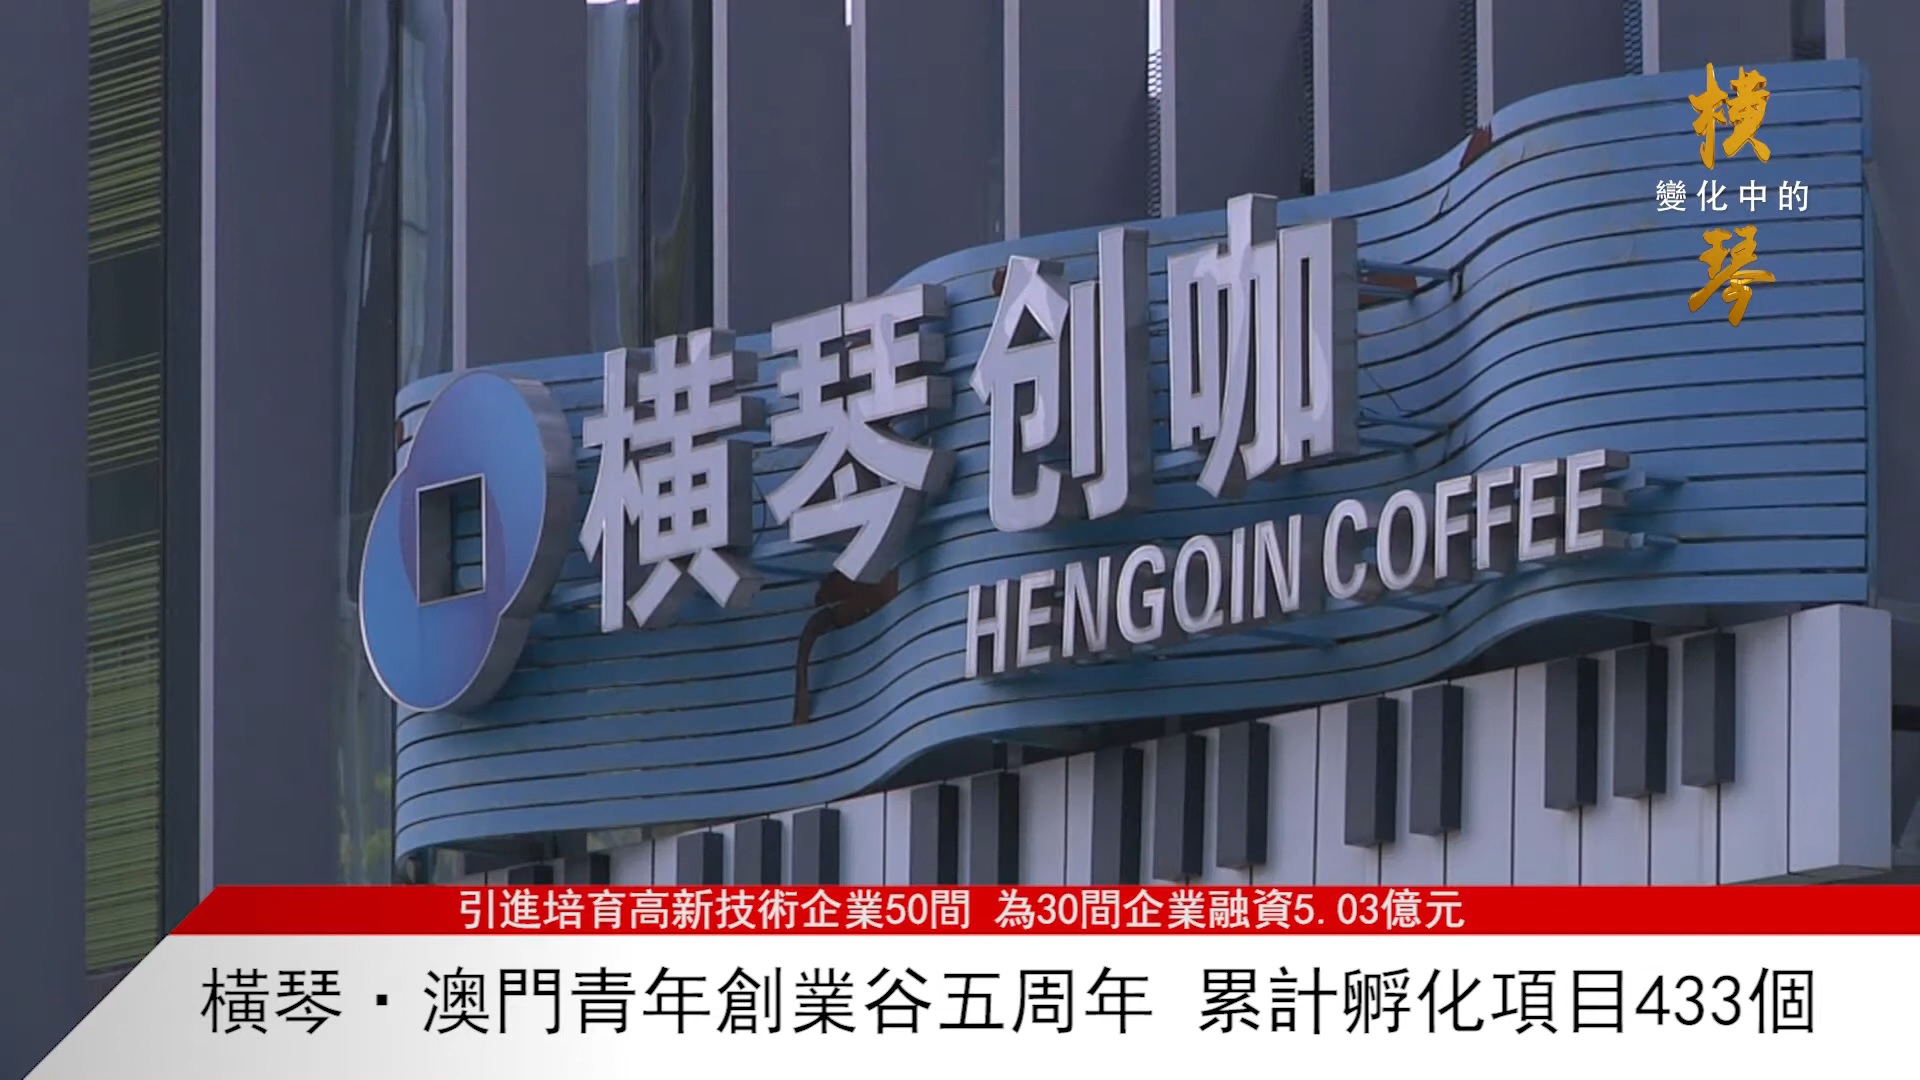 橫
變化中的
琴
横琴创咖
HENGQIN COFFEE
引進培育高新技術企業50間 為30間企業融資5.03億元
橫琴·澳門青年創業谷五周年 累計孵化項目433個